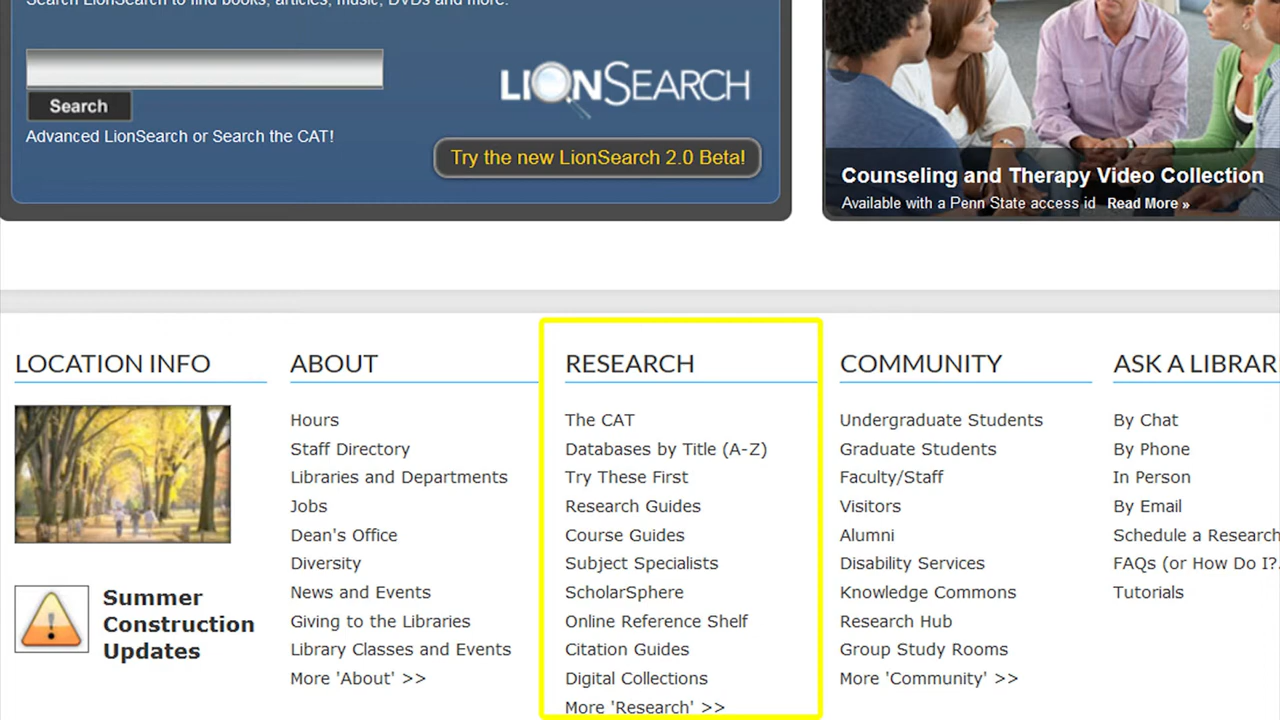 Search LionSearch to find books, articles, music, DVDs and more.
LIONSEARCH
Search
Advanced LionSearch or Search the CAT!
Try the new LionSearch 2.0 Beta!
Counseling and Therapy Video Collection
Available with a Penn State access id Read More »
LOCATION INFO
Summer
Construction
Updates
ABOUT
Hours
Staff Directory
Libraries and Departments
Jobs
Dean's Office
Diversity
News and Events
Giving to the Libraries
Library Classes and Events
More 'About' >>
RESEARCH
The CAT
Databases by Title (A-Z)
Try These First
Research Guides
Course Guides
Subject Specialists
ScholarSphere
Online Reference Shelf
Citation Guides
Digital Collections
More 'Research' >>
COMMUNITY
Undergraduate Students
Graduate Students
Faculty/Staff
Visitors
Alumni
Disability Services
Knowledge Commons
Research Hub
Group Study Rooms
More 'Community' >>
ASK A LIBRAR
By Chat
By Phone
In Person
By Email
Schedule a Research
FAQs (or How Do I?
Tutorials